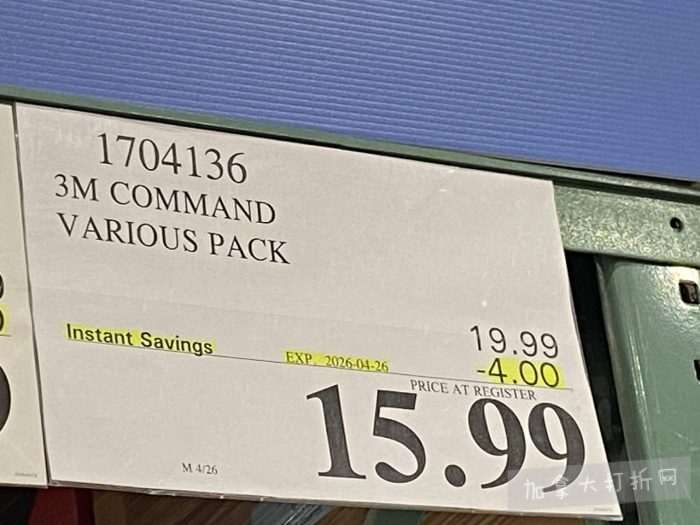 1704136
3M COMMAND
VARIOUS PACK
19.99
Instant Savings
EXP. 2026-04-26
-4.00
PRICE AT REGISTER
15.99
M 4/26
加拿大打折网